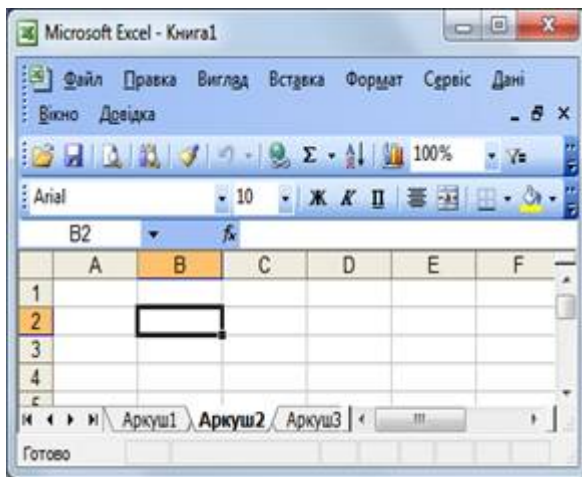 Microsoft Excel - Книга1
Файл Правка Вигляд Вставка Формат Сервіс Дані
Вікно Довідка
Σ 100%
Arial 10 Ж К П
B2 fx
A B C D E F
1
2
3
4
Аркуш1 Аркуш2 Аркуш3
Готово